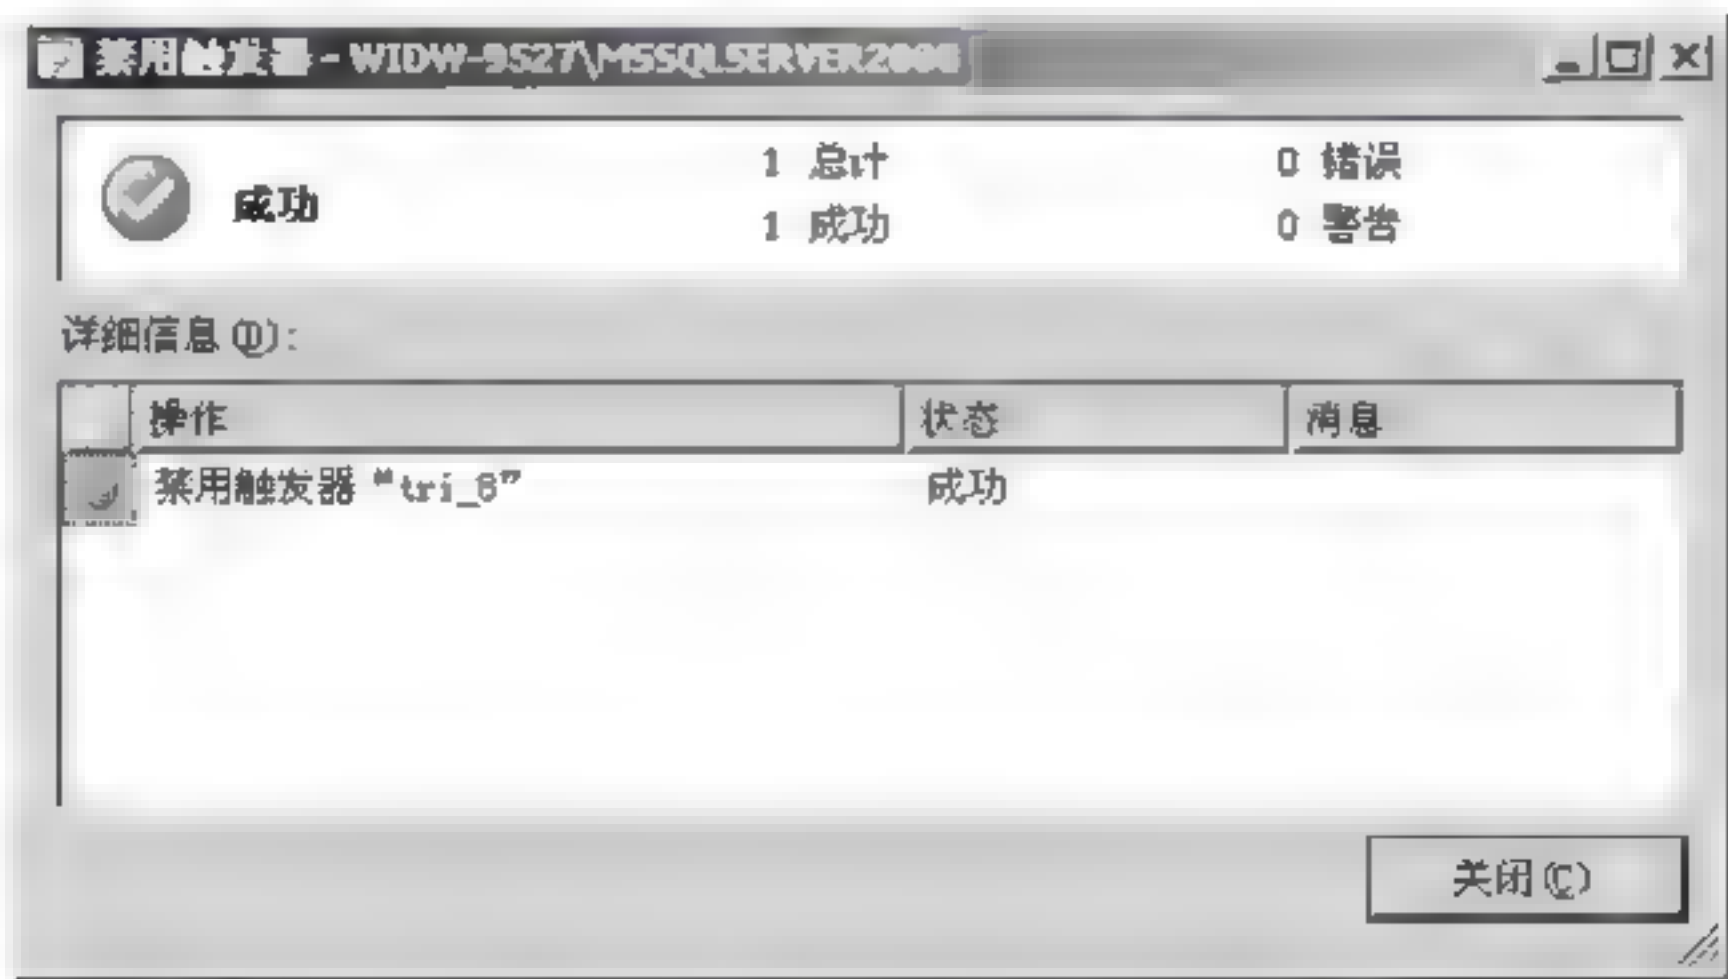 禁用触发器 - WIDW-9527\MSSQLSERVER2008
成功
1 总计
0 错误
1 成功
0 警告
详细信息(D):
操作 状态 消息
禁用触发器 “tri_8” 成功
关闭(C)